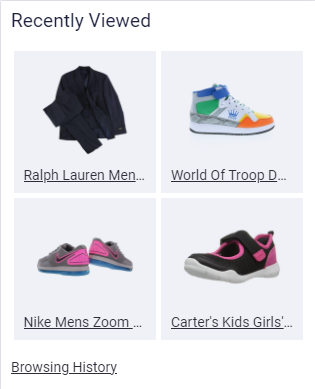 Recently Viewed
Ralph Lauren Men...
World Of Troop D...
Nike Mens Zoom ...
Carter's Kids Girls'...
Browsing History